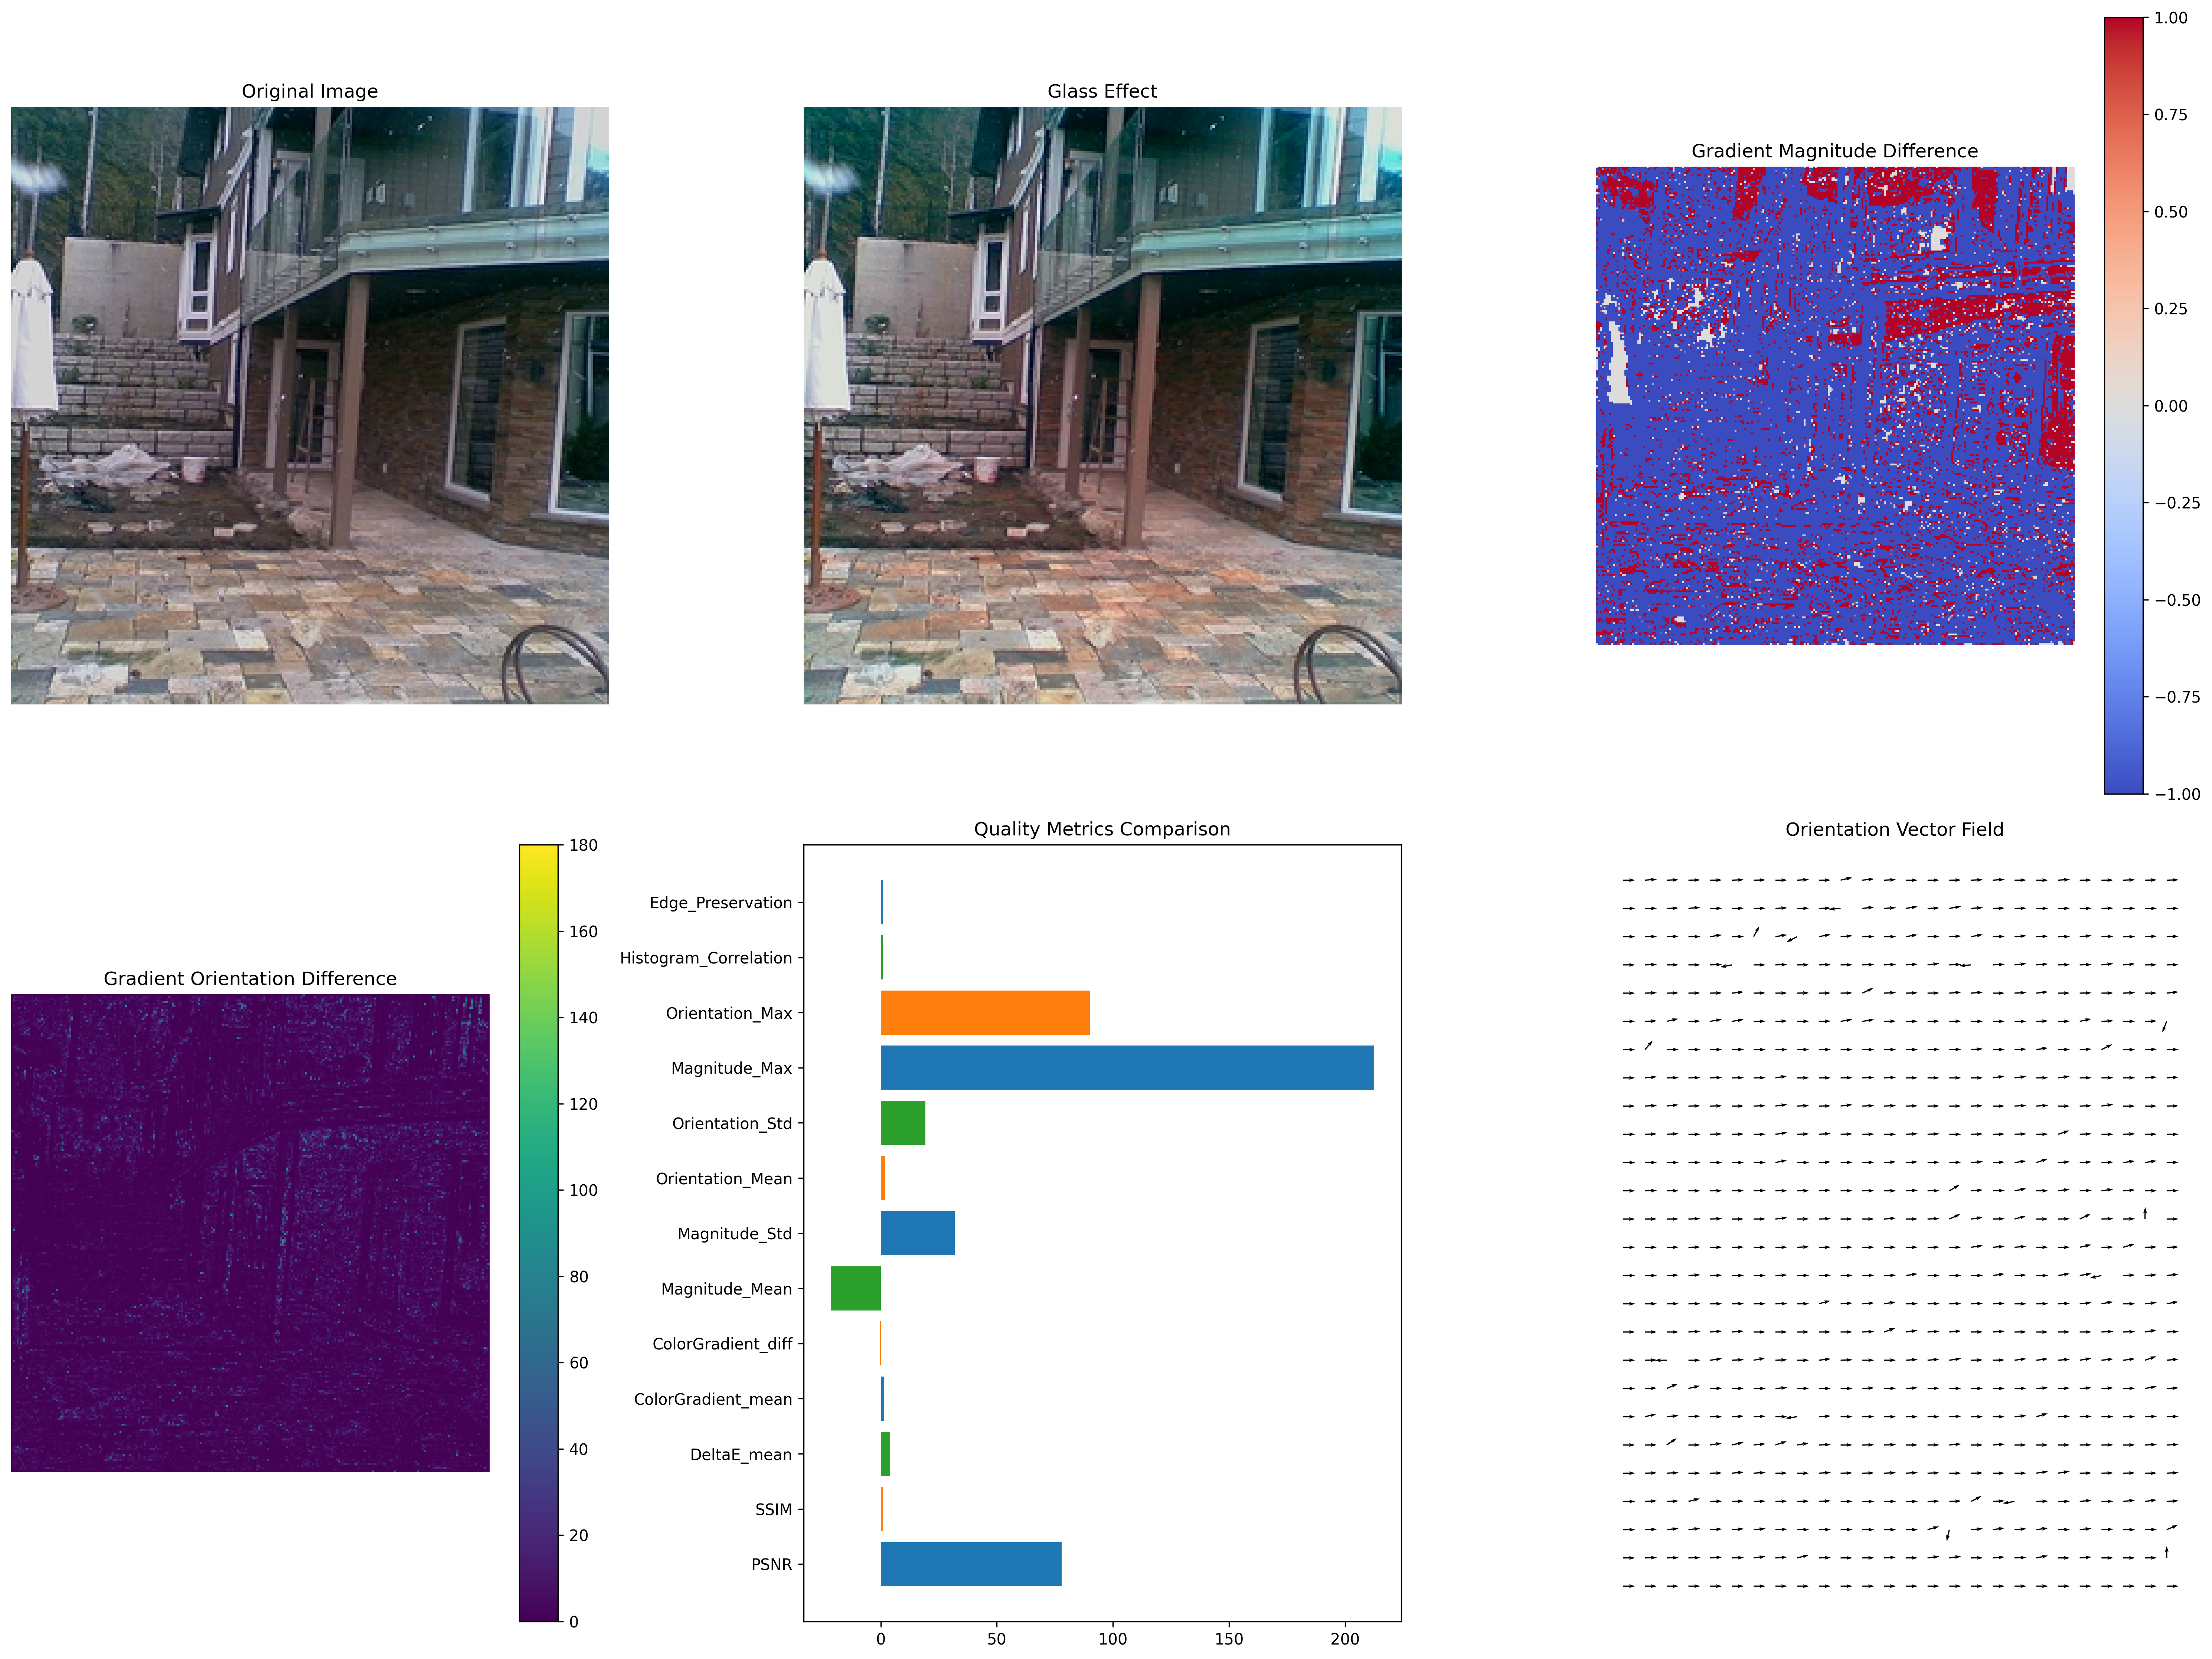 Original Image
Glass Effect
Gradient Magnitude Difference
1.00
0.75
0.50
0.25
0.00
−0.25
−0.50
−0.75
−1.00
Gradient Orientation Difference
180
160
140
120
100
80
60
40
20
0
Quality Metrics Comparison
Edge_Preservation
Histogram_Correlation
Orientation_Max
Magnitude_Max
Orientation_Std
Orientation_Mean
Magnitude_Std
Magnitude_Mean
ColorGradient_diff
ColorGradient_mean
DeltaE_mean
SSIM
PSNR
0 50 100 150 200
Orientation Vector Field